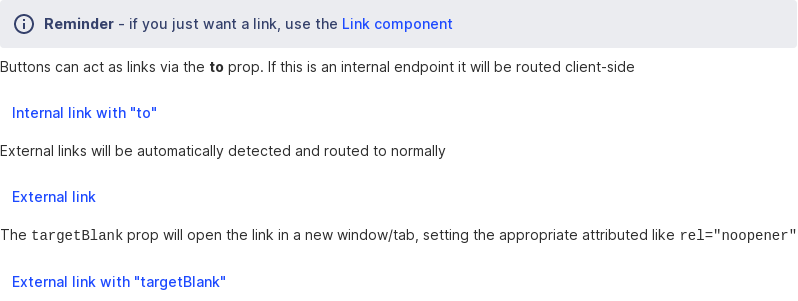 Reminder - if you just want a link, use the Link component
Buttons can act as links via the to prop. If this is an internal endpoint it will be routed client-side
Internal link with "to"
External links will be automatically detected and routed to normally
External link
The targetBlank prop will open the link in a new window/tab, setting the appropriate attributed like rel="noopener"
External link with "targetBlank"